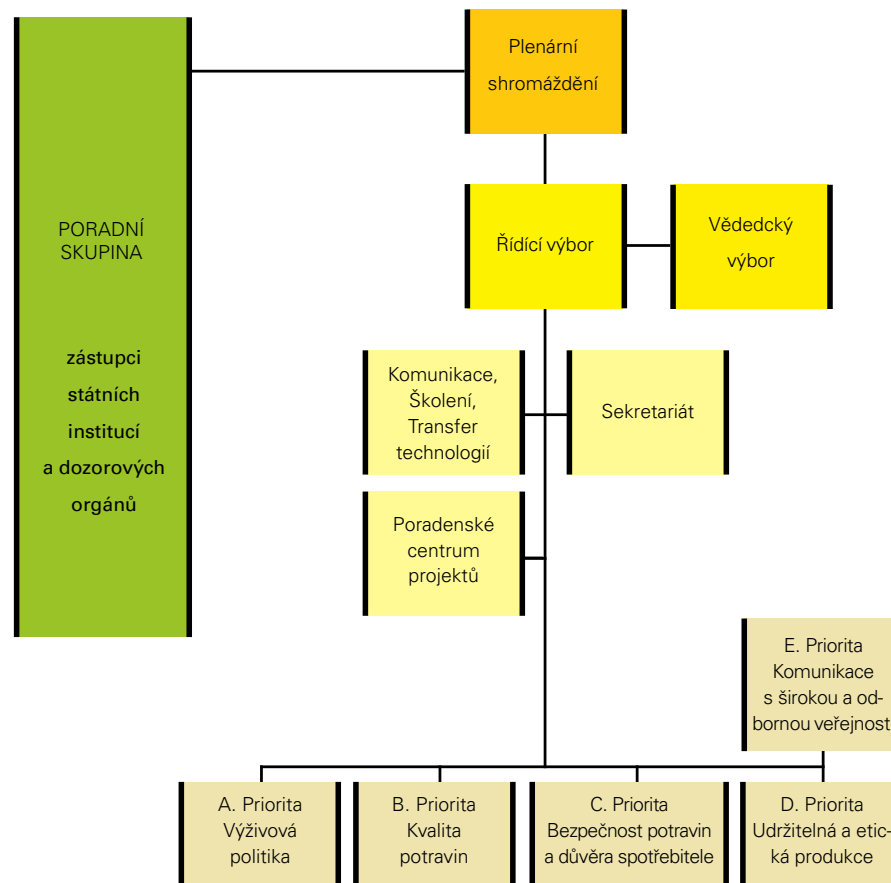 Plenární
shromáždění
PORADNÍ
SKUPINA
zástupci
státních
institucí
a dozorových
orgánů
Řídící výbor
Vědedcký
výbor
Komunikace,
Školení,
Transfer
technologií
Sekretariát
Poradenské
centrum
projektů
E. Priorita
Komunikace
s širokou a od-
bornou veřejnost
A. Priorita
Výživová
politika
B. Priorita
Kvalita
potravin
C. Priorita
Bezpečnost potravin
a důvěra spotřebitele
D. Priorita
Udržitelná a etic-
ká produkce